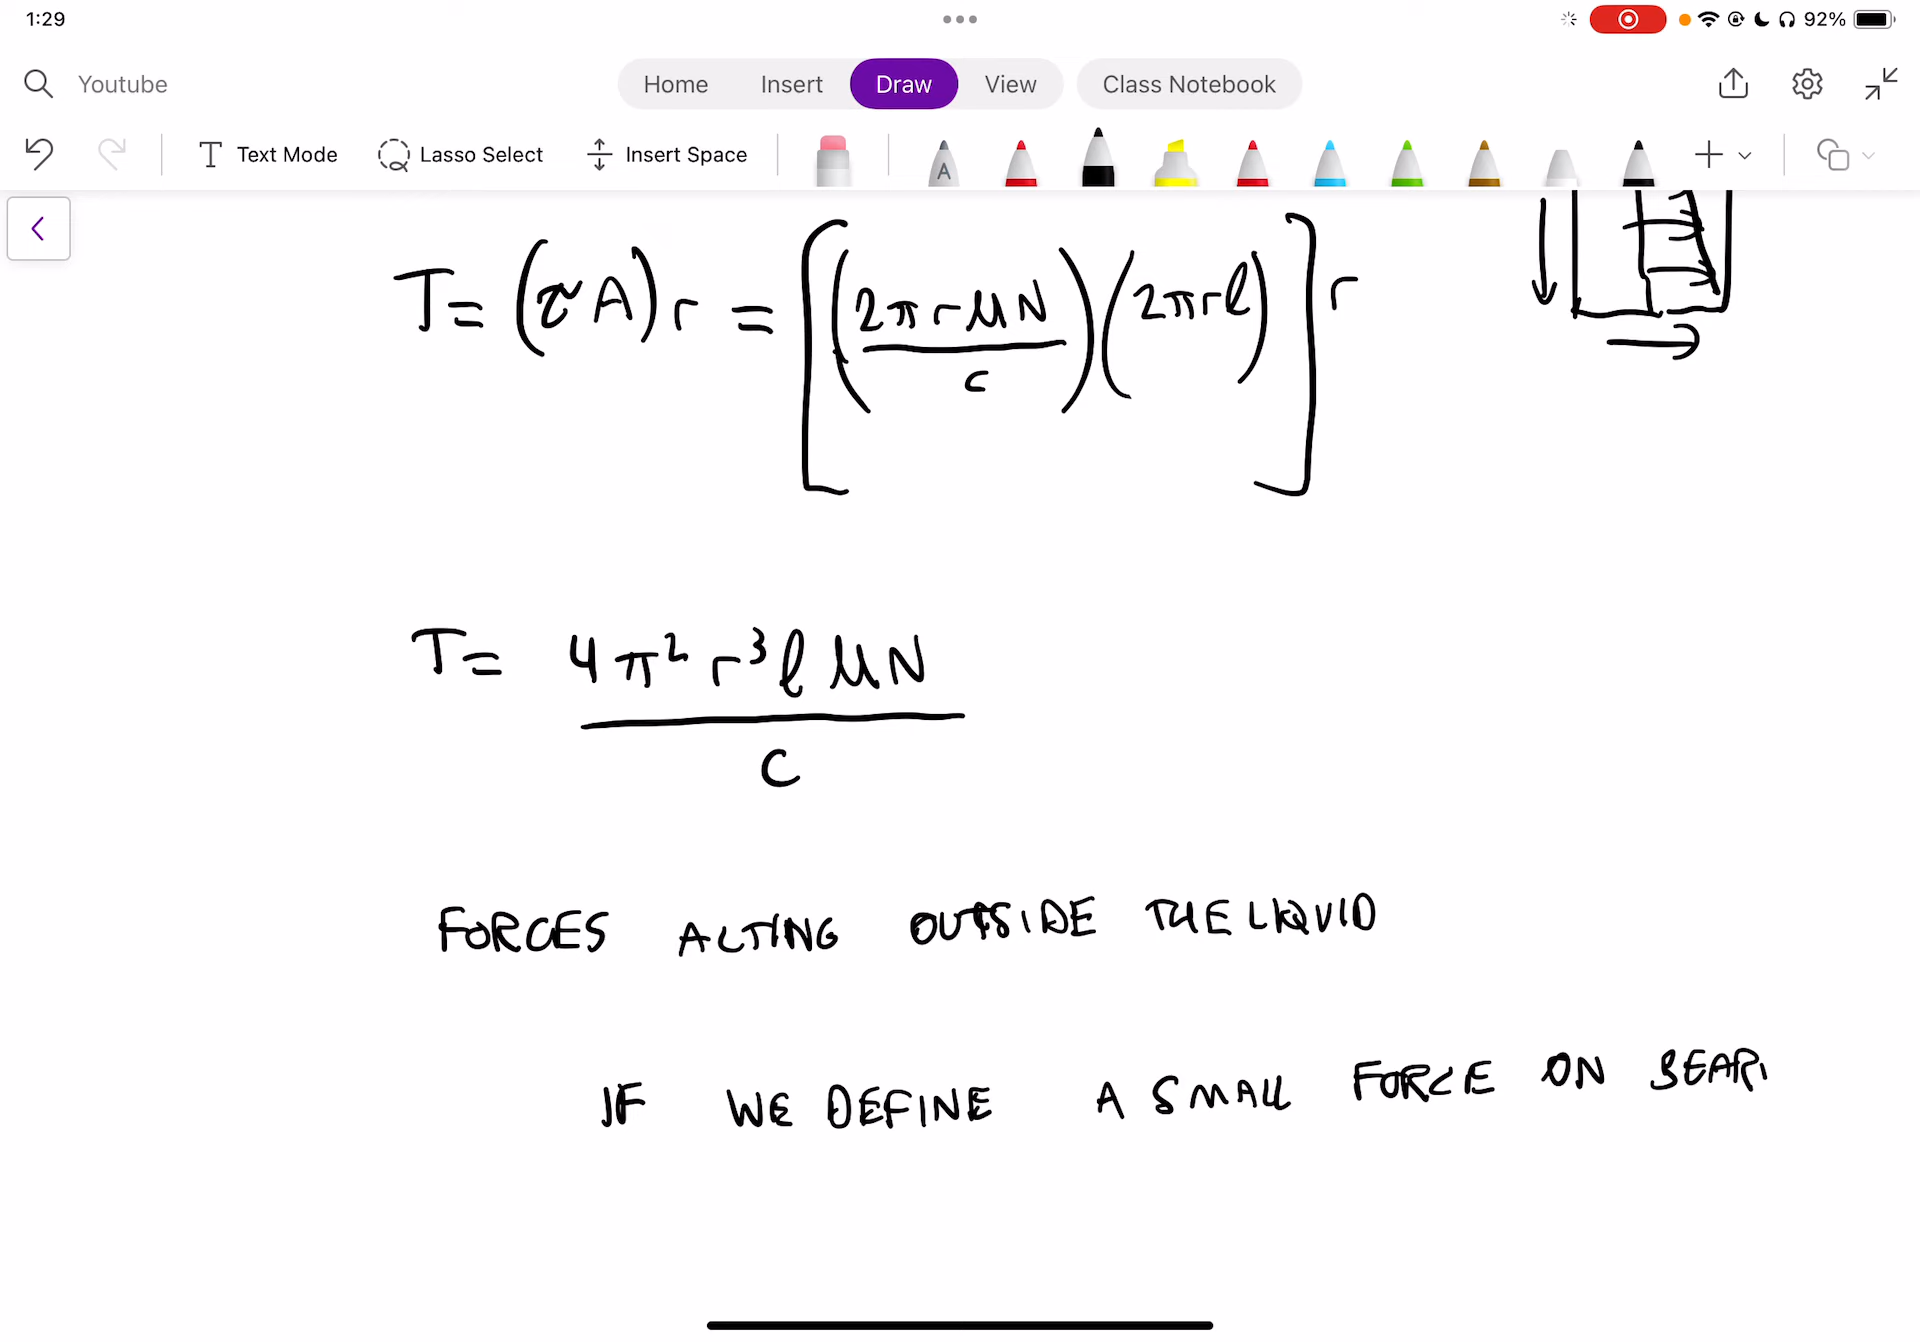 1:29
92%
Youtube
Home Insert Draw View Class Notebook
Text Mode Lasso Select Insert Space
A
T= (τA)r = [(2πrμN/c)(2πrl)]r
T= 4π²r³lμN
c
FORCES ALTING OUTSIDE THE LIQUID
IF WE DEFINE A SMALL FORCE ON BEARI